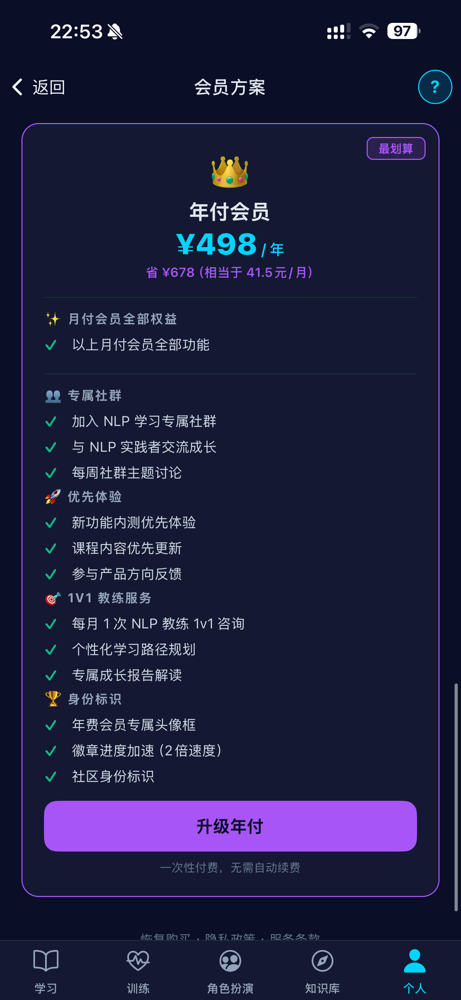 22:53
97
返回
会员方案
?
最划算
年付会员
¥498 / 年
省 ¥678（相当于 41.5元/月）
月付会员全部权益
以上月付会员全部功能
专属社群
加入 NLP 学习专属社群
与 NLP 实践者交流成长
每周社群主题讨论
优先体验
新功能内测优先体验
课程内容优先更新
参与产品方向反馈
1V1 教练服务
每月 1 次 NLP 教练 1v1 咨询
个性化学习路径规划
专属成长报告解读
身份标识
年费会员专属头像框
徽章进度加速（2倍速度）
社区身份标识
升级年付
一次性付费，无需自动续费
恢复购买 · 隐私政策 · 服务条款
学习
训练
角色扮演
知识库
个人